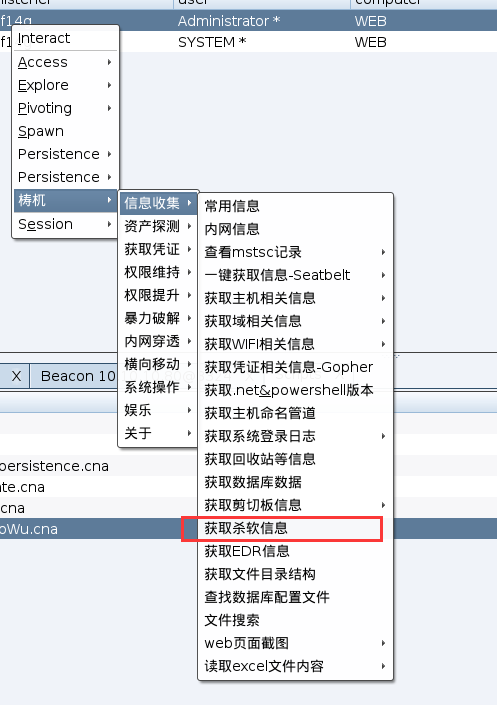 listener user computer
f14g Administrator * WEB
f1 SYSTEM * WEB
Interact
Access
Explore
Pivoting
Spawn
Persistence
Persistence
梼杌
Session
信息收集
资产探测
获取凭证
权限维持
权限提升
暴力破解
内网穿透
横向移动
系统操作
娱乐
关于
常用信息
内网信息
查看mstsc记录
一键获取信息-Seatbelt
获取主机相关信息
获取域相关信息
获取WIFI相关信息
获取凭证相关信息-Gopher
获取.net&powershell版本
获取主机命名管道
获取系统登录日志
获取回收站等信息
获取数据库数据
获取剪切板信息
获取杀软信息
获取EDR信息
获取文件目录结构
查找数据库配置文件
文件搜索
web页面截图
读取excel文件内容
X Beacon 10
persistence.cna
ate.cna
.cna
oWu.cna